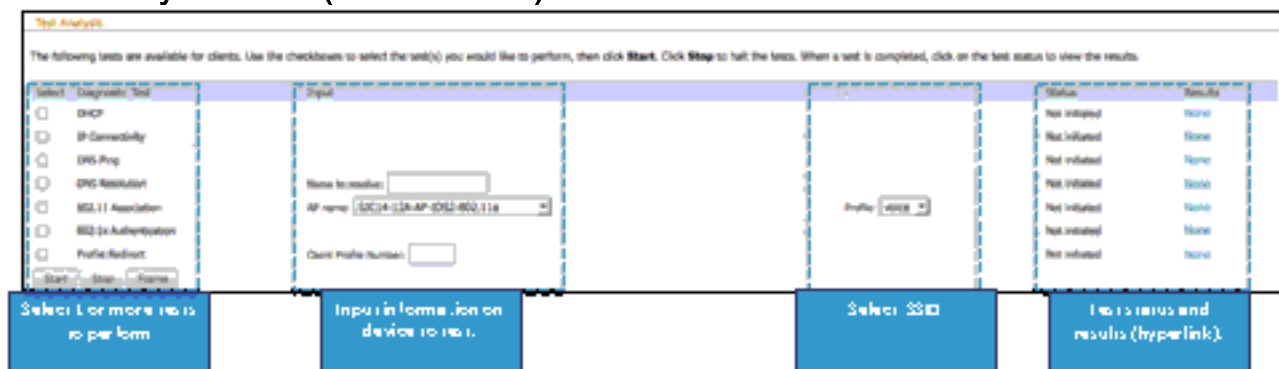 Test Analysis
The following tests are available for clients. Use the checkboxes to select the test(s) you would like to perform, then click Start. Click Stop to halt the tests. When a test is completed, click on the test status to view the results.
Select Diagnostic Test Input Status Results
DHCP Not initiated None
IP Connectivity Not initiated None
DNS Ping Not initiated None
DNS Resolution Name to resolve: Not initiated None
802.11 Association AP name: Profile: voice Not initiated None
802.1x Authentication Not initiated None
Profile Redirect Client Profile Number: Not initiated None
Start Stop
Select 1 or more tests
to perform
Input information on
device to test.
Select SSID
Test status and
results (hyperlink).